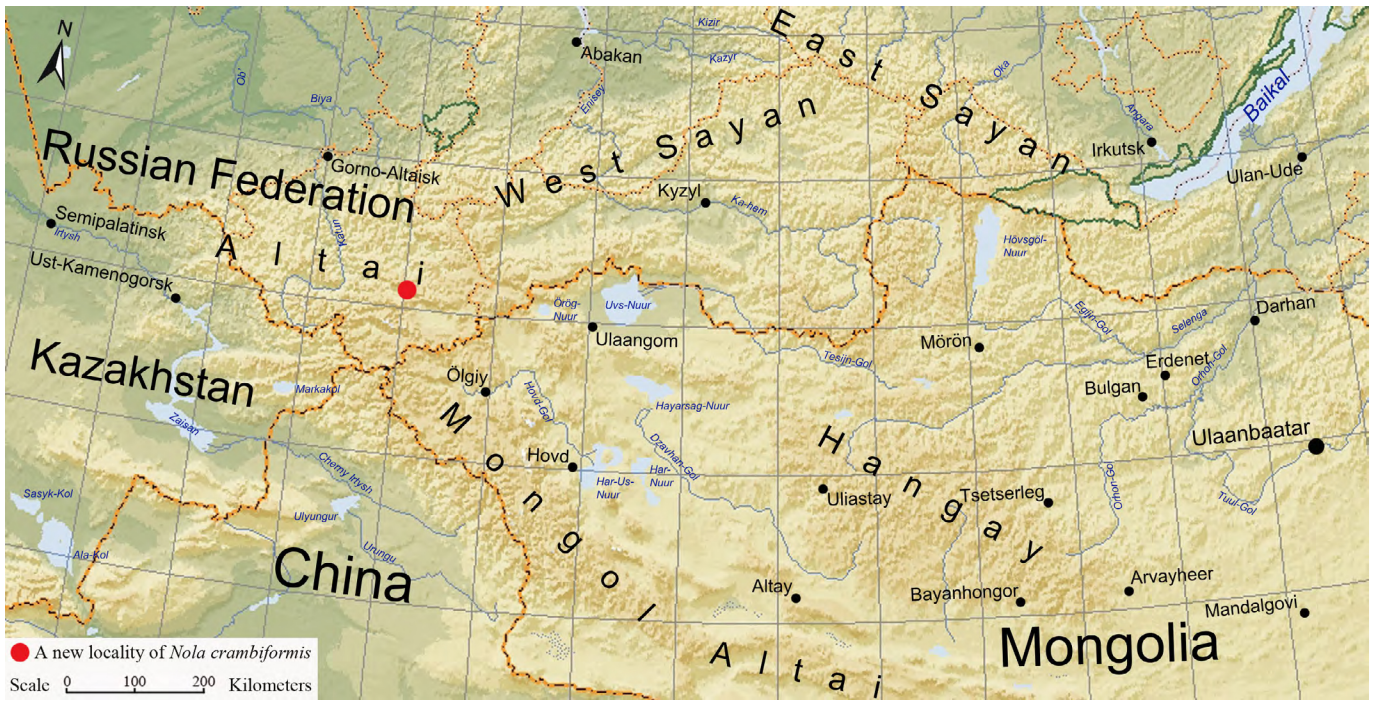 N
Abakan
Kizir
Kazyr
Enisey
East Sayan
Oka
Angara
Baikal
Irkutsk
Ulan-Ude
Ob'
Biya
Russian Federation
Gorno-Altaisk
West Sayan
Kyzyl
Ka-hem
Semipalatinsk
Irtysh
Katun
Altai
Ust-Kamenogorsk
Hövsgöl-
Nuur
Örög-
Nuur
Uvs-Nuur
Ulaangom
Tesijn-Gol
Mörön
Egijn-Gol
Selenga
Darhan
Erdenet
Orhon-Gol
Bulgan
Ulaanbaatar
Kazakhstan
Markakol
Zaisan
Ölgiy
Hovd-Gol
Hayarsag-Nuur
Dzavhan-Gol
Mongol Altai
Hangay
Hovd
Har-Us-
Nuur
Har-
Nuur
Uliastay
Tsetserleg
Orhon-Gol
Tuul-Gol
Cherny Irtysh
Sasyk-Kol
Ulyungur
Urungu
Ala-Kol
China
Altay
Bayanhongor
Arvayheer
Mandalgovi
Mongolia
A new locality of Nola crambiformis
Scale 0 100 200 Kilometers